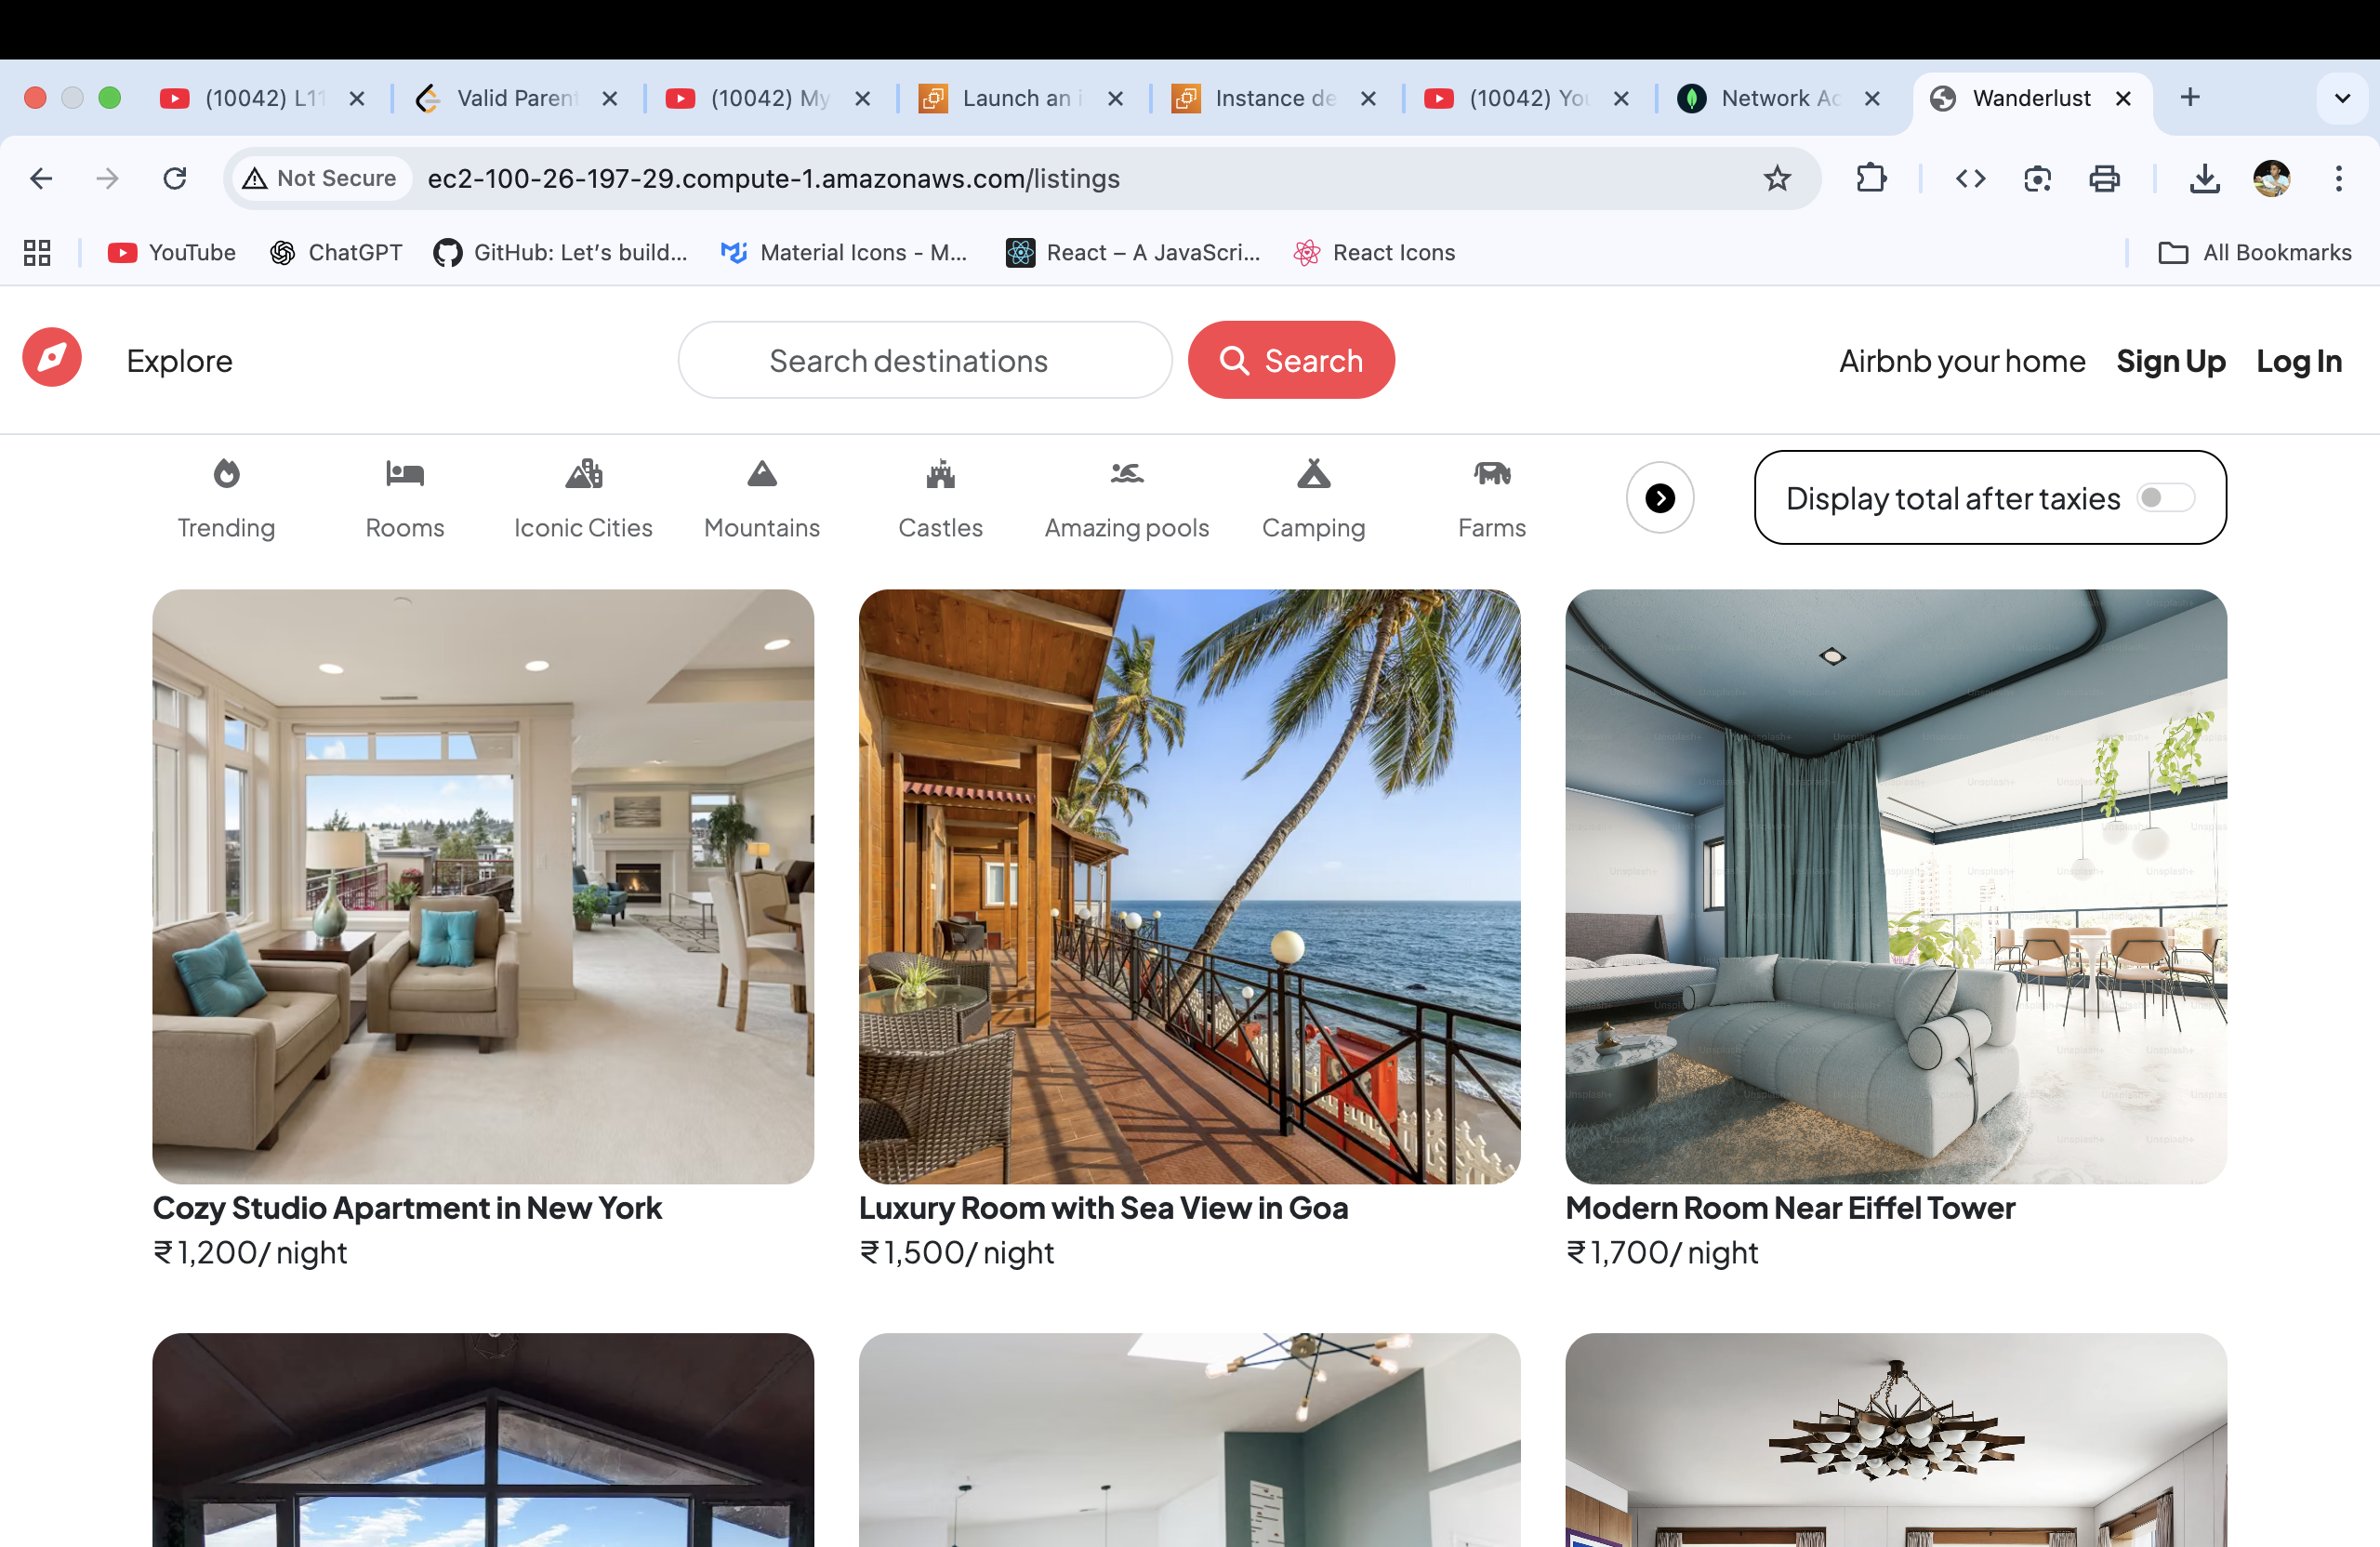 (10042) L11
Valid Paren
(10042) My
Launch an i
Instance de
(10042) You
Network Ac
Wanderlust
Not Secure
ec2-100-26-197-29.compute-1.amazonaws.com/listings
YouTube
ChatGPT
GitHub: Let's build...
Material Icons - M...
React – A JavaScri...
React Icons
All Bookmarks
Explore
Search destinations
Search
Airbnb your home
Sign Up
Log In
Trending
Rooms
Iconic Cities
Mountains
Castles
Amazing pools
Camping
Farms
Display total after taxies
Cozy Studio Apartment in New York
₹ 1,200/ night
Luxury Room with Sea View in Goa
₹ 1,500/ night
Modern Room Near Eiffel Tower
₹ 1,700/ night